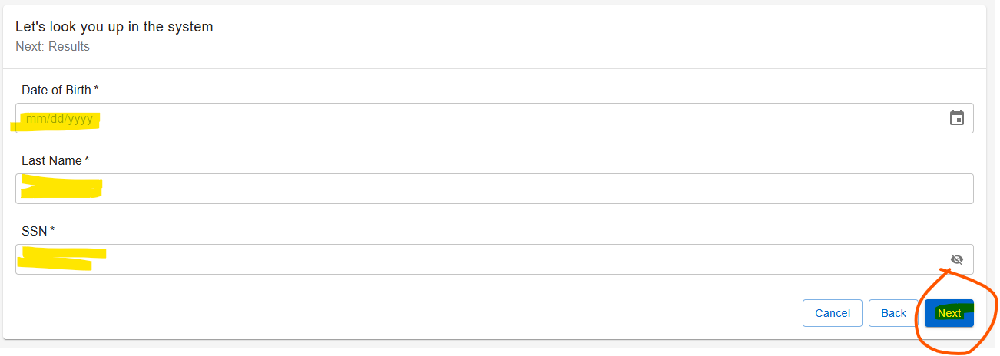 Let's look you up in the system
Next: Results
Date of Birth *
mm/dd/yyyy
Last Name *
SSN *
Cancel Back Next